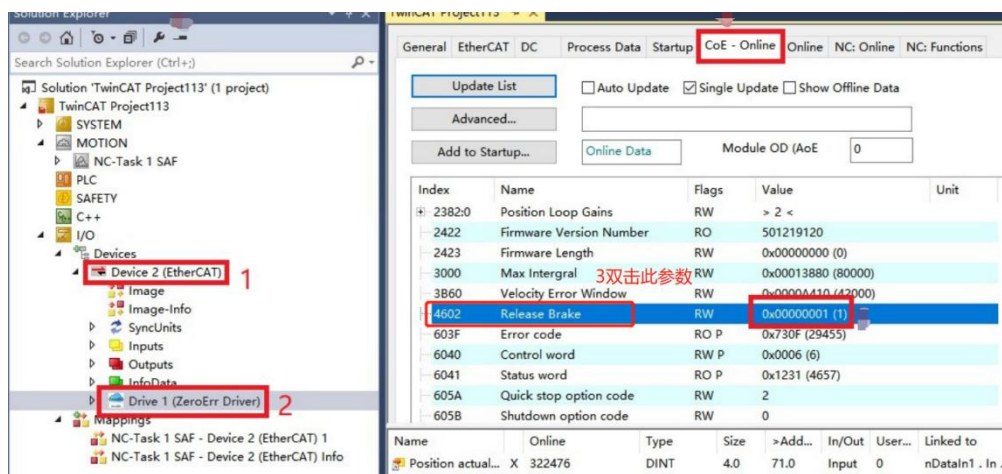 Solution Explorer
TwinCAT Project113
Search Solution Explorer (Ctrl+;)
Solution 'TwinCAT Project113' (1 project)
TwinCAT Project113
SYSTEM
MOTION
NC-Task 1 SAF
PLC
SAFETY
C++
I/O
Devices
Device 2 (EtherCAT)
1
Image
Image-Info
SyncUnits
Inputs
Outputs
InfoData
Drive 1 (ZeroErr Driver)
2
Mappings
NC-Task 1 SAF - Device 2 (EtherCAT) 1
NC-Task 1 SAF - Device 2 (EtherCAT) Info
General EtherCAT DC Process Data Startup CoE - Online Online NC: Online NC: Functions
Update List Auto Update Single Update Show Offline Data
Advanced...
Add to Startup... Online Data Module OD (AoE 0
Index Name Flags Value Unit
2382:0 Position Loop Gains RW > 2 <
2422 Firmware Version Number RO 501219120
2423 Firmware Length RW 0x00000000 (0)
3000 Max Intergral 3双击此参数 RW 0x00013880 (80000)
3B60 Velocity Error Window RW 0x0000A410 (42000)
4602 Release Brake RW 0x00000001 (1)
603F Error code RO P 0x730F (29455)
6040 Control word RW P 0x0006 (6)
6041 Status word RO P 0x1231 (4657)
605A Quick stop option code RW 2
605B Shutdown option code RW 0
Name Online Type Size >Add... In/Out User... Linked to
Position actual... X 322476 DINT 4.0 71.0 Input 0 nDataIn1 . In